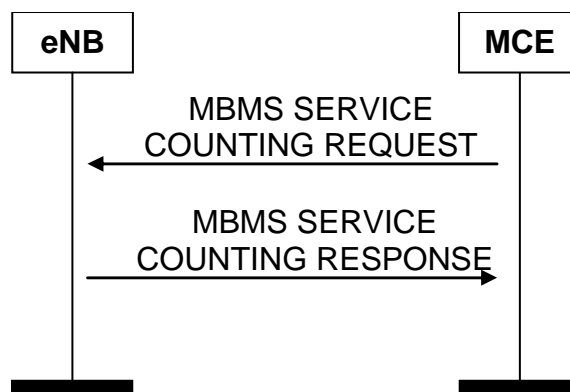 eNB
MCE
MBMS SERVICE
COUNTING REQUEST
MBMS SERVICE
COUNTING RESPONSE